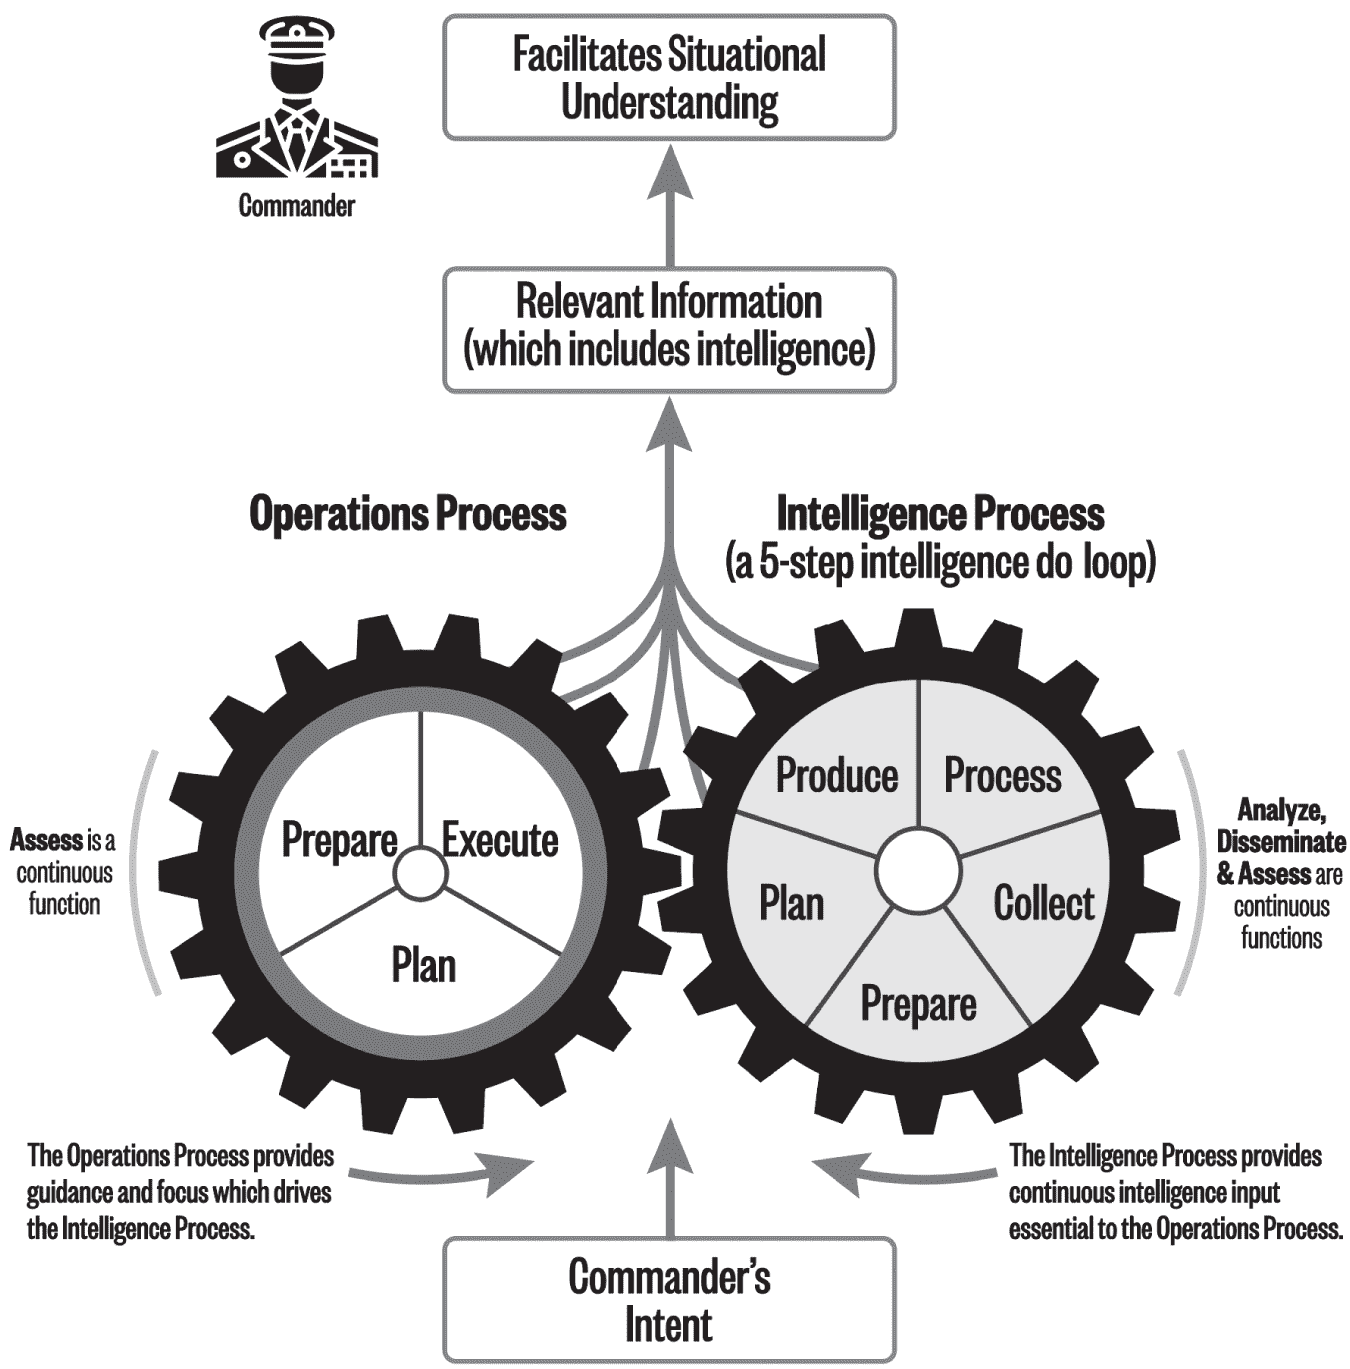 Facilitates Situational
Understanding
Commander
Relevant Information
(which includes intelligence)
Operations Process
Intelligence Process
(a 5-step intelligence do loop)
Assess is a
continuous
function
Prepare
Execute
Plan
Produce
Process
Plan
Collect
Prepare
Analyze,
Disseminate
& Assess are
continuous
functions
The Operations Process provides
guidance and focus which drives
the Intelligence Process.
The Intelligence Process provides
continuous intelligence input
essential to the Operations Process.
Commander's
Intent